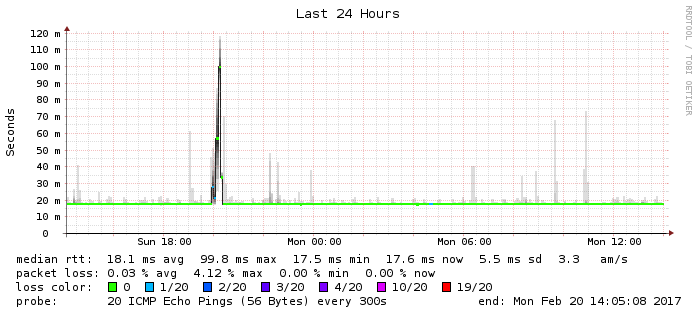 Last 24 Hours
RRDTOOL / TOBI OETIKER
Seconds
120 m
110 m
100 m
90 m
80 m
70 m
60 m
50 m
40 m
30 m
20 m
10 m
0
Sun 18:00 Mon 00:00 Mon 06:00 Mon 12:00
median rtt: 18.1 ms avg 99.8 ms max 17.5 ms min 17.6 ms now 5.5 ms sd 3.3 am/s
packet loss: 0.03 % avg 4.12 % max 0.00 % min 0.00 % now
loss color: 0 1/20 2/20 3/20 4/20 10/20 19/20
probe: 20 ICMP Echo Pings (56 Bytes) every 300s end: Mon Feb 20 14:05:08 2017